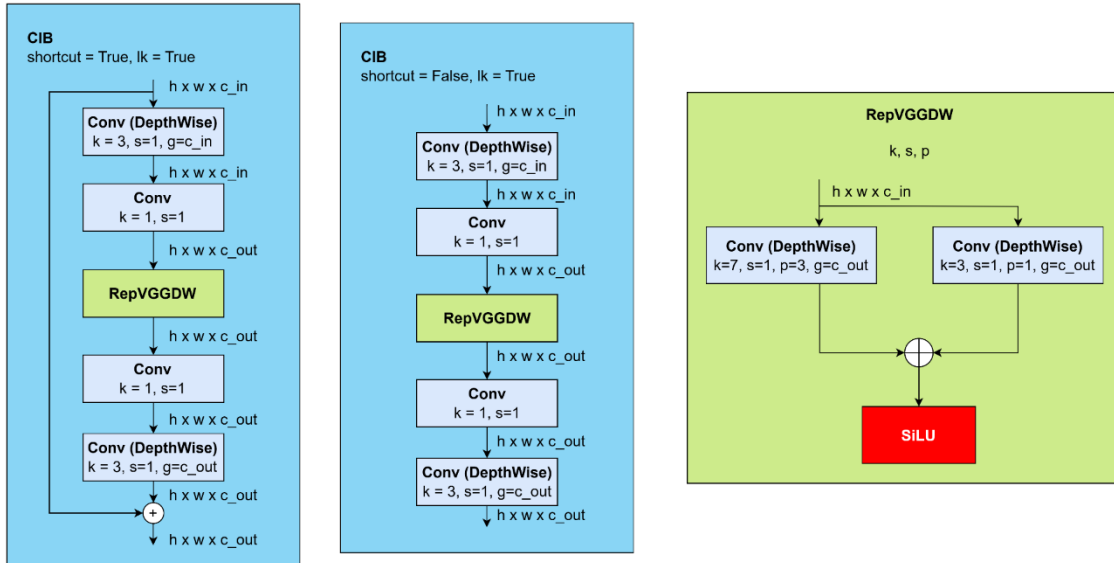 CIB
shortcut = True, lk = True
h x w x c_in
Conv (DepthWise)
k = 3, s=1, g=c_in
h x w x c_in
Conv
k = 1, s=1
h x w x c_out
RepVGGDW
h x w x c_out
Conv
k = 1, s=1
h x w x c_out
Conv (DepthWise)
k = 3, s=1, g=c_out
h x w x c_out
+
h x w x c_out
CIB
shortcut = False, lk = True
h x w x c_in
Conv (DepthWise)
k = 3, s=1, g=c_in
h x w x c_in
Conv
k = 1, s=1
h x w x c_out
RepVGGDW
h x w x c_out
Conv
k = 1, s=1
h x w x c_out
Conv (DepthWise)
k = 3, s=1, g=c_out
h x w x c_out
RepVGGDW
k, s, p
h x w x c_in
Conv (DepthWise)
k=7, s=1, p=3, g=c_out
Conv (DepthWise)
k=3, s=1, p=1, g=c_out
SiLU